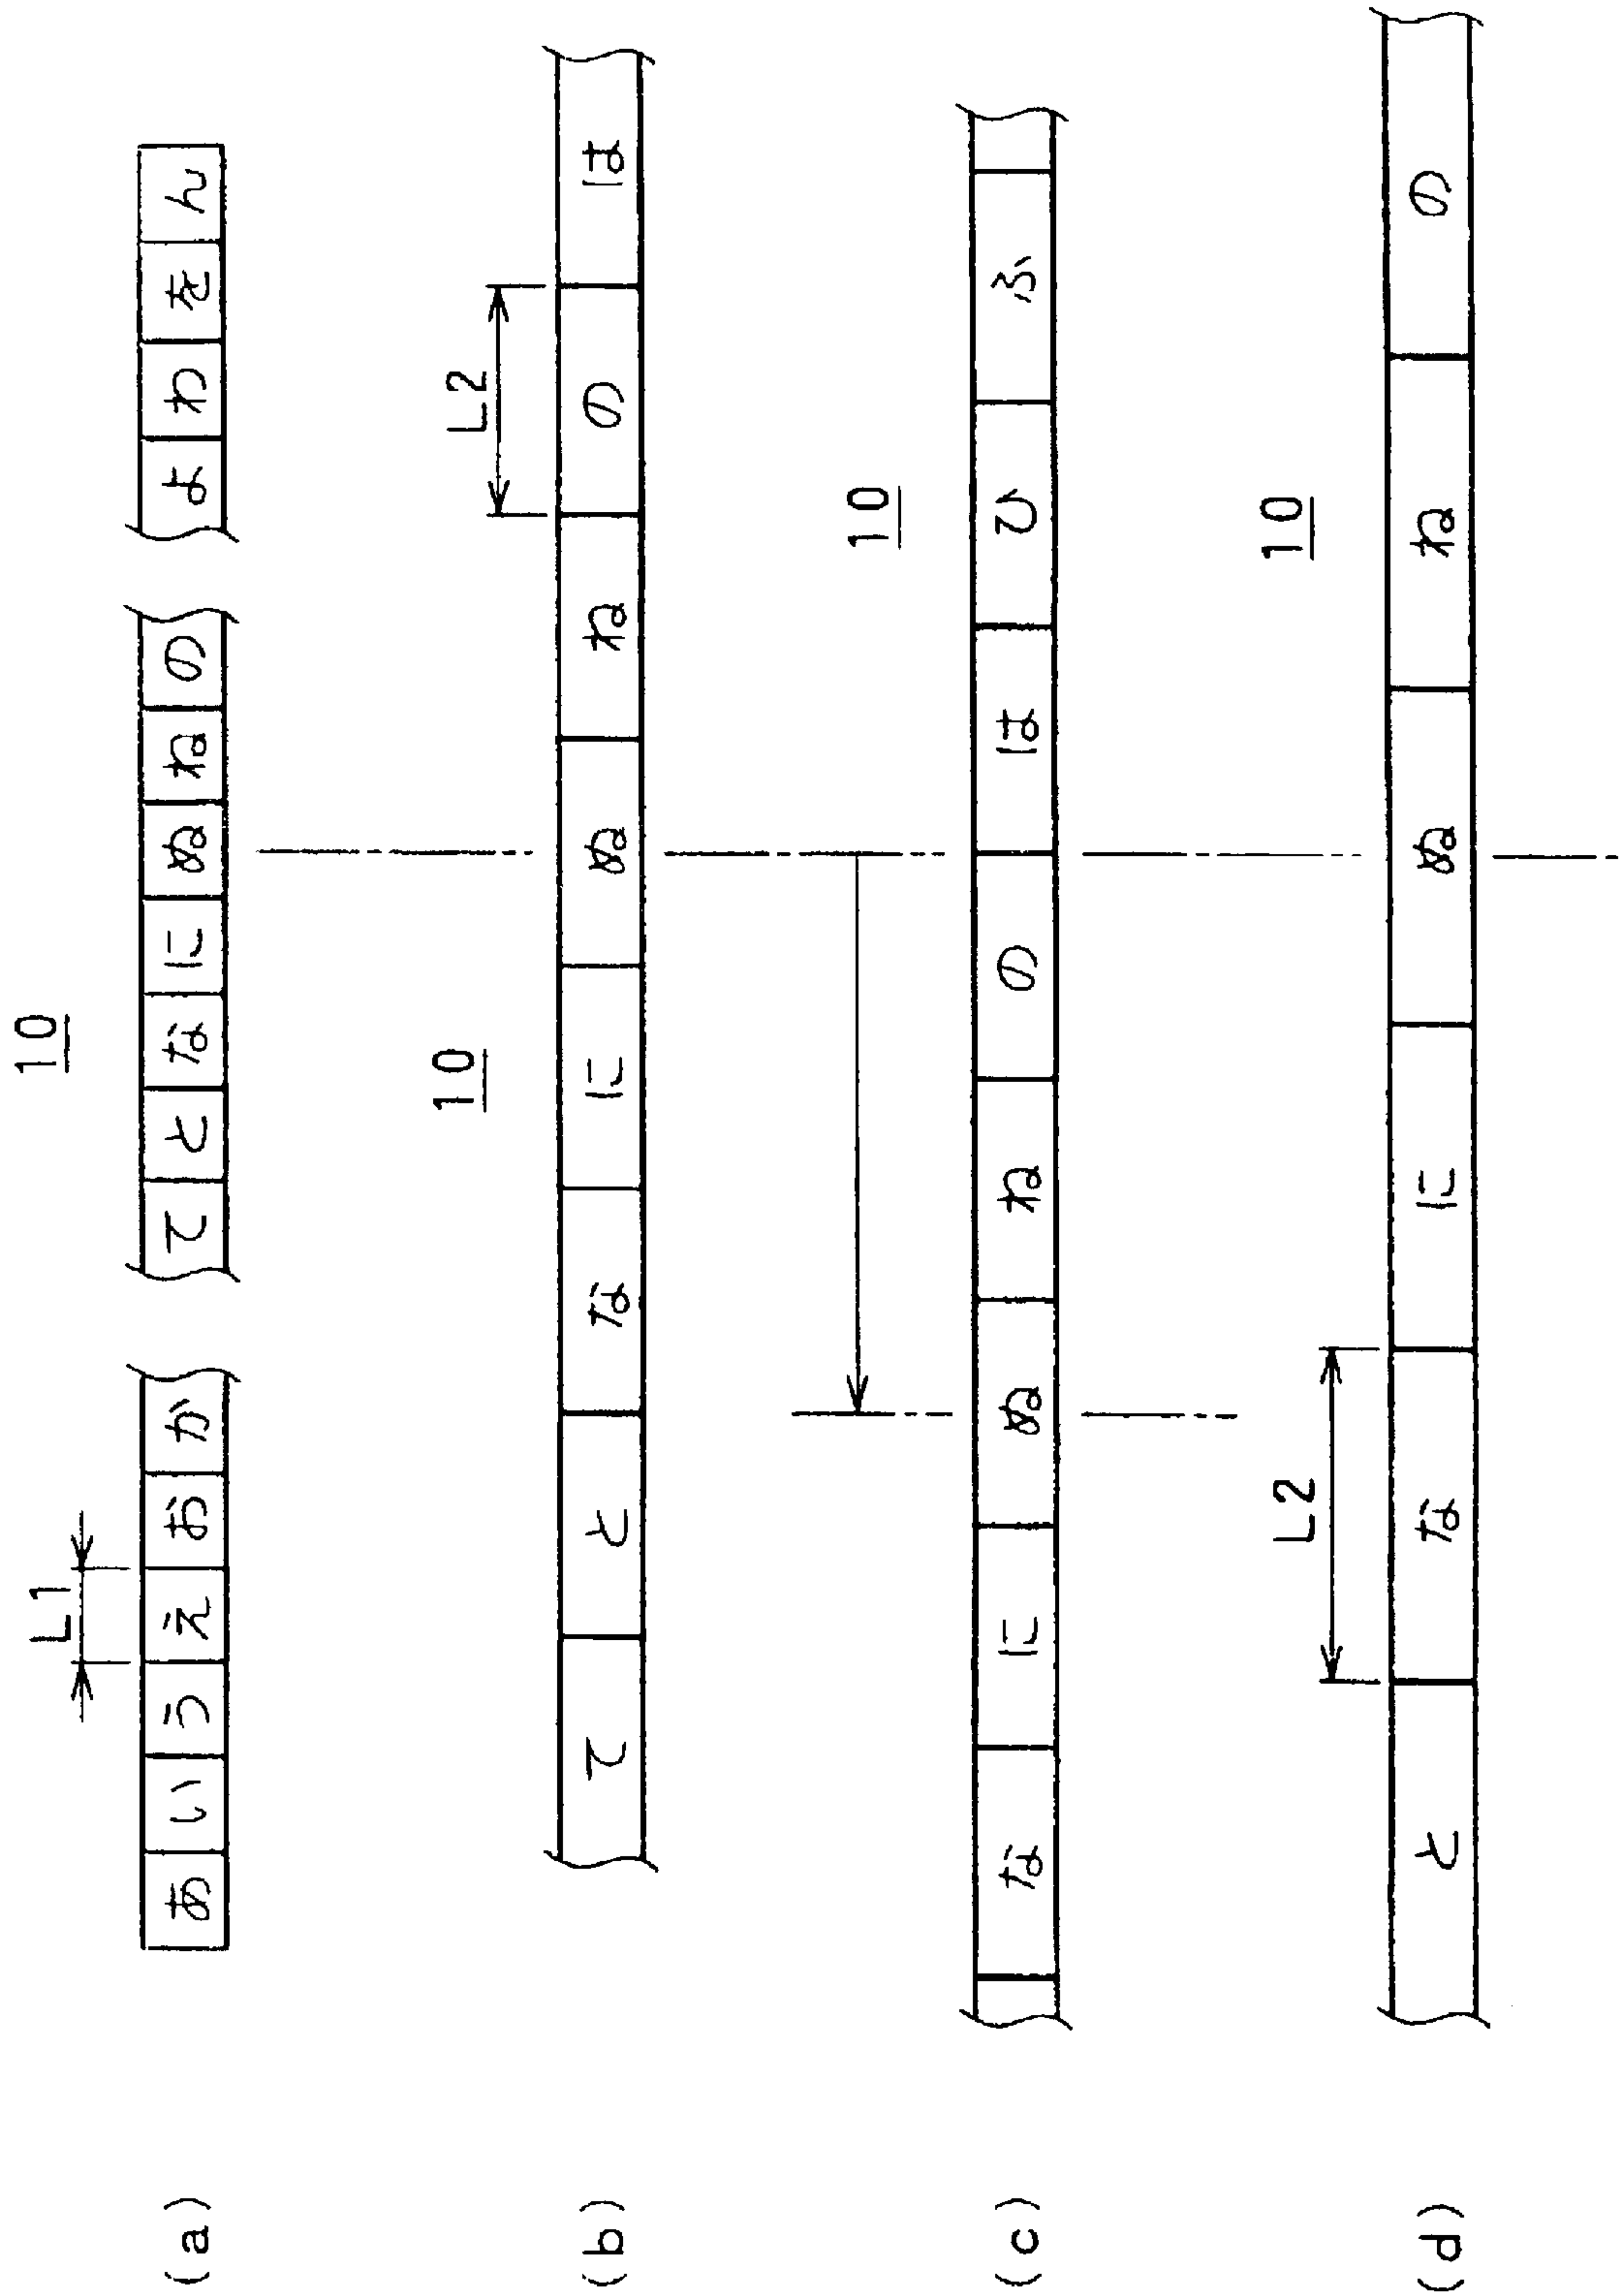 10
L1
(a) あ い う え お か て と な に ぬ ね の よ わ を ん
10
L2
(b) て と な に ぬ ね の は
10
(c) な に ぬ ね の は ひ ふ
10
L2
(d) と な に ぬ ね の